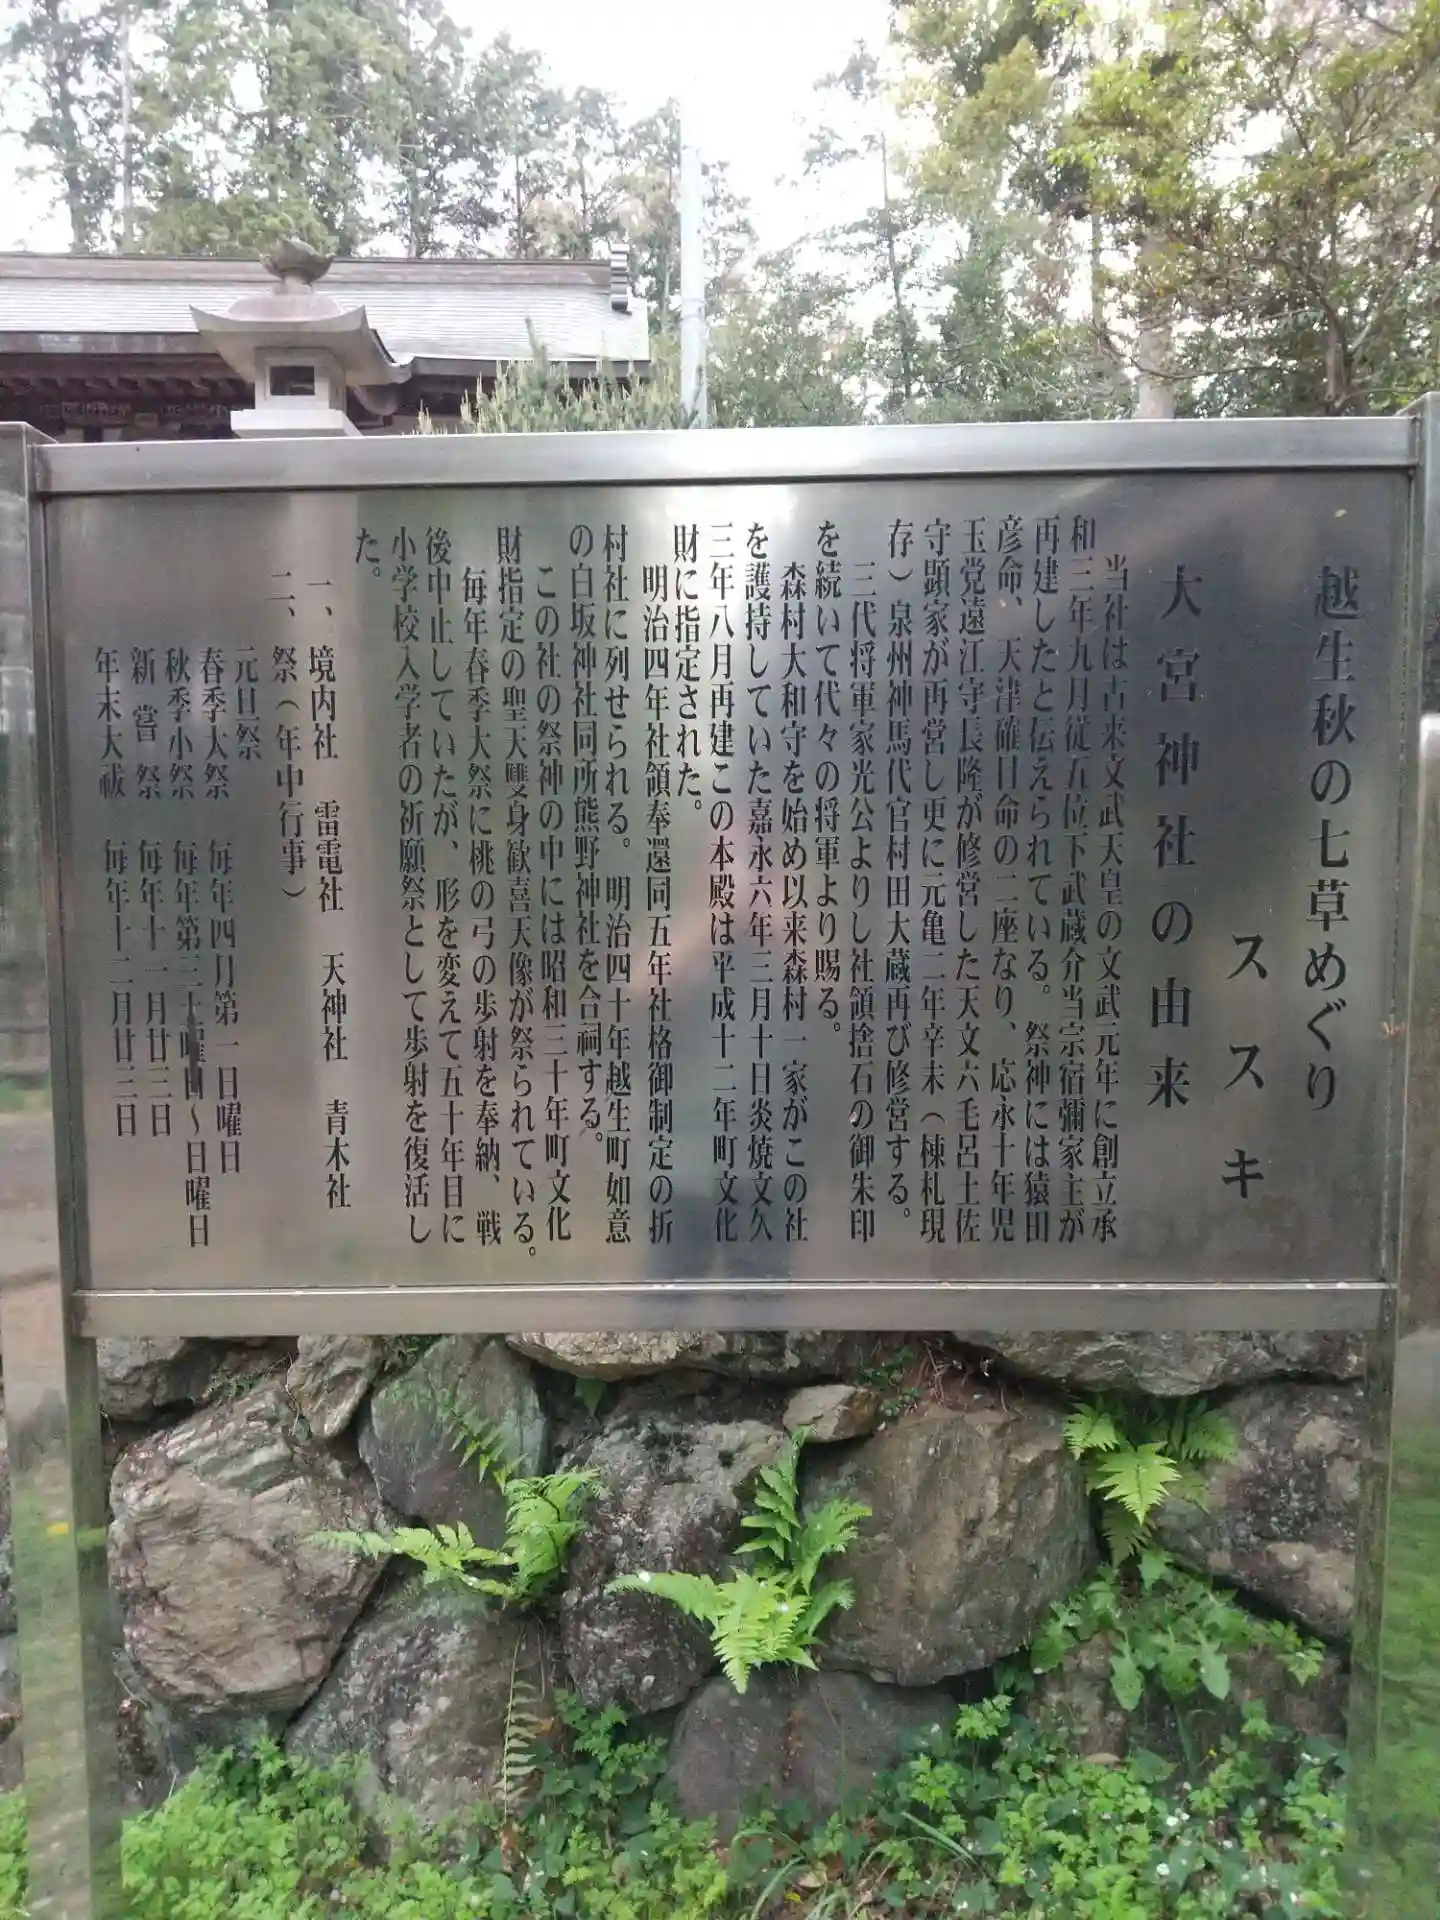 越生秋の七草めぐり
ススキ
大宮神社の由来
当社は古来文武天皇の文武元年に創立承
和三年九月従五位下武蔵介当宗宿彌家主が
再建したと伝えられている。祭神には猿田
彦命、天津確日命の二座なり、応永十年児
玉党遠江守長隆が修営した天文六毛呂土佐
守顕家が再営し更に元亀二年辛未（棟札現
存）泉州神馬代官村田大蔵再び修営する。
三代将軍家光公よりし社領捨石の御朱印
を続いて代々の将軍より賜る。
森村大和守を始め以来森村一家がこの社
を護持していた嘉永六年三月十日炎焼文久
三年八月再建この本殿は平成十二年町文化
財に指定された。
明治四年社領奉還同五年社格御制定の折
村社に列せられる。明治四十年越生町如意
の白坂神社同所熊野神社を合祠する。
この社の祭神の中には昭和三十年町文化
財指定の聖天雙身歓喜天像が祭られている。
毎年春季大祭に桃の弓の歩射を奉納、戦
後中止していたが、形を変えて五十年目に
小学校入学者の祈願祭として歩射を復活し
た。
一、境内社 雷電社 天神社 青木社
二、祭（年中行事）
元旦祭
春季大祭 毎年四月第一日曜日
秋季小祭 毎年第三土曜日～日曜日
新嘗祭 毎年十一月廿三日
年末大祓 毎年十二月廿三日